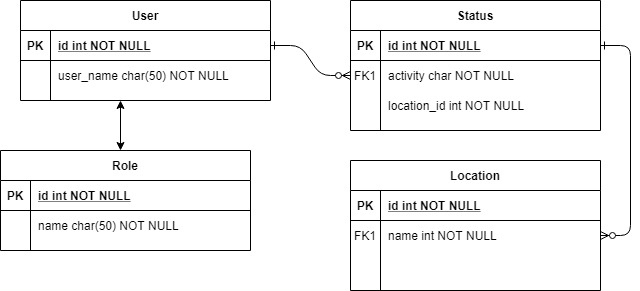 User
PK id int NOT NULL
user_name char(50) NOT NULL
Status
PK id int NOT NULL
FK1 activity char NOT NULL
location_id int NOT NULL
Role
PK id int NOT NULL
name char(50) NOT NULL
Location
PK id int NOT NULL
FK1 name int NOT NULL